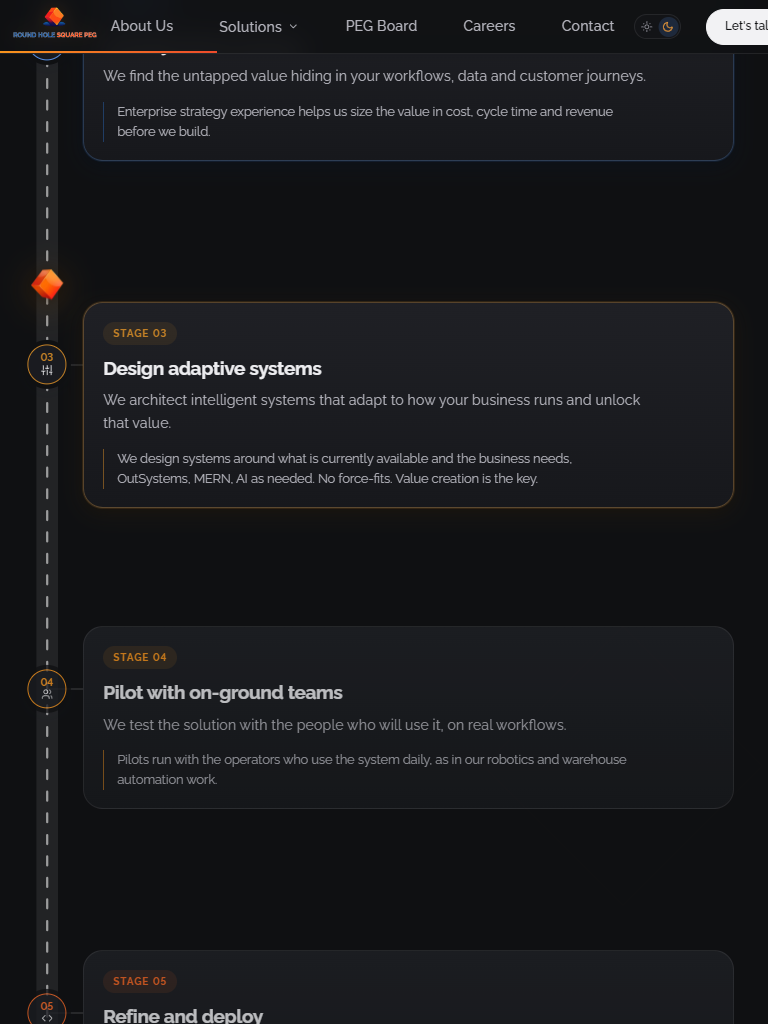 ROUND HOLE SQUARE PEG
About Us
Solutions
PEG Board
Careers
Contact
Let's
We find the untapped value hiding in your workflows, data and customer journeys.
Enterprise strategy experience helps us size the value in cost, cycle time and revenue
before we build.
03
STAGE 03
Design adaptive systems
We architect intelligent systems that adapt to how your business runs and unlock
that value.
We design systems around what is currently available and the business needs,
OutSystems, MERN, AI as needed. No force-fits. Value creation is the key.
04
STAGE 04
Pilot with on-ground teams
We test the solution with the people who will use it, on real workflows.
Pilots run with the operators who use the system daily, as in our robotics and warehouse
automation work.
05
STAGE 05
Refine and deploy